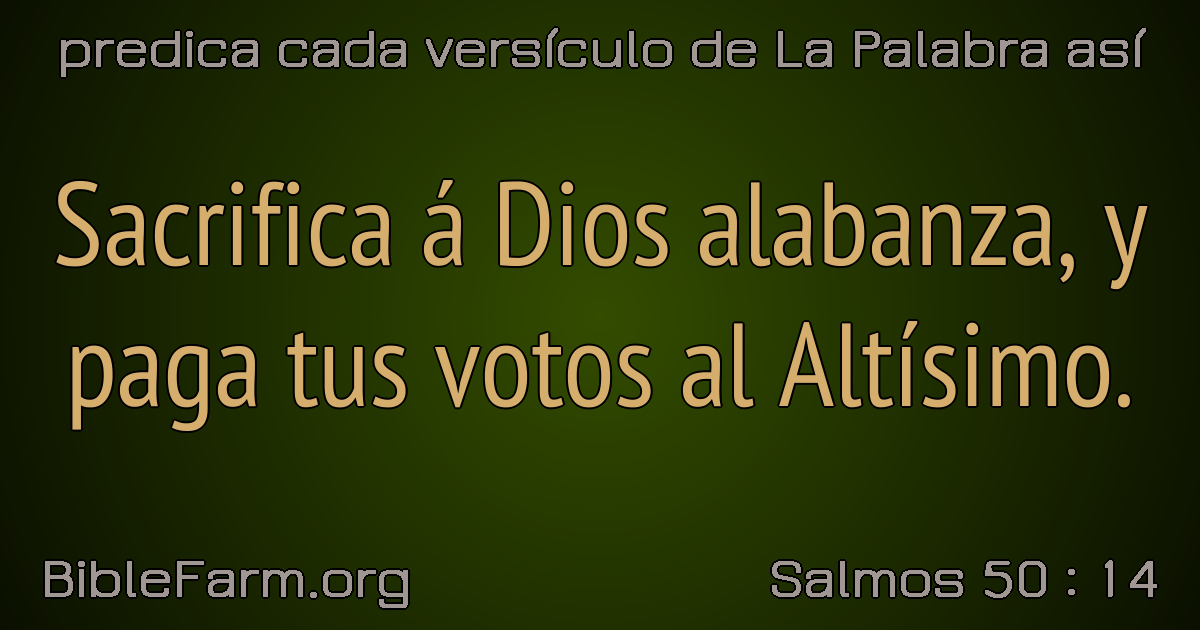 predica cada versículo de La Palabra así
Sacrifica á Dios alabanza, y
paga tus votos al Altísimo.
BibleFarm.org
Salmos 50 : 14